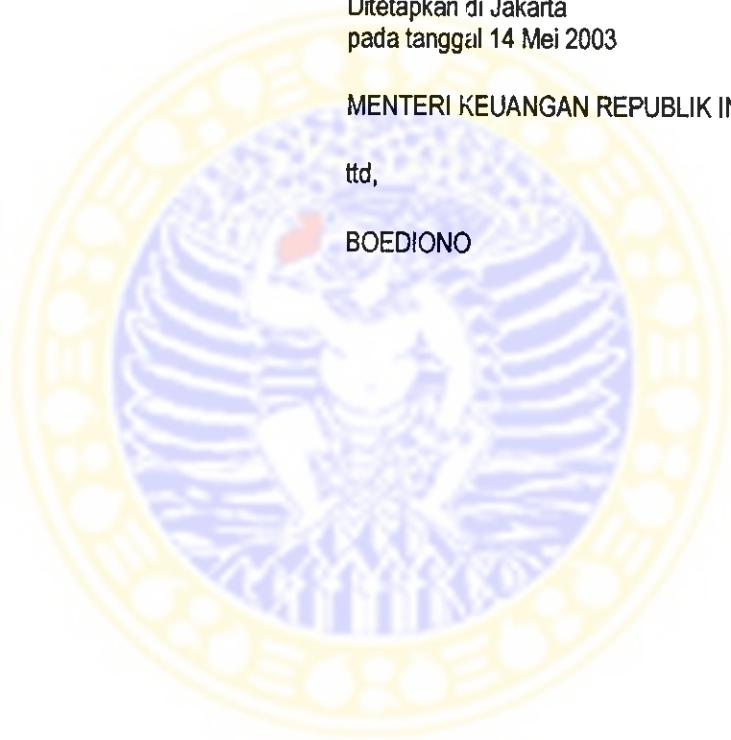 Ditetapkan di Jakarta
pada tanggal 14 Mei 2003
MENTERI KEUANGAN REPUBLIK IN
ttd,
BOEDIONO